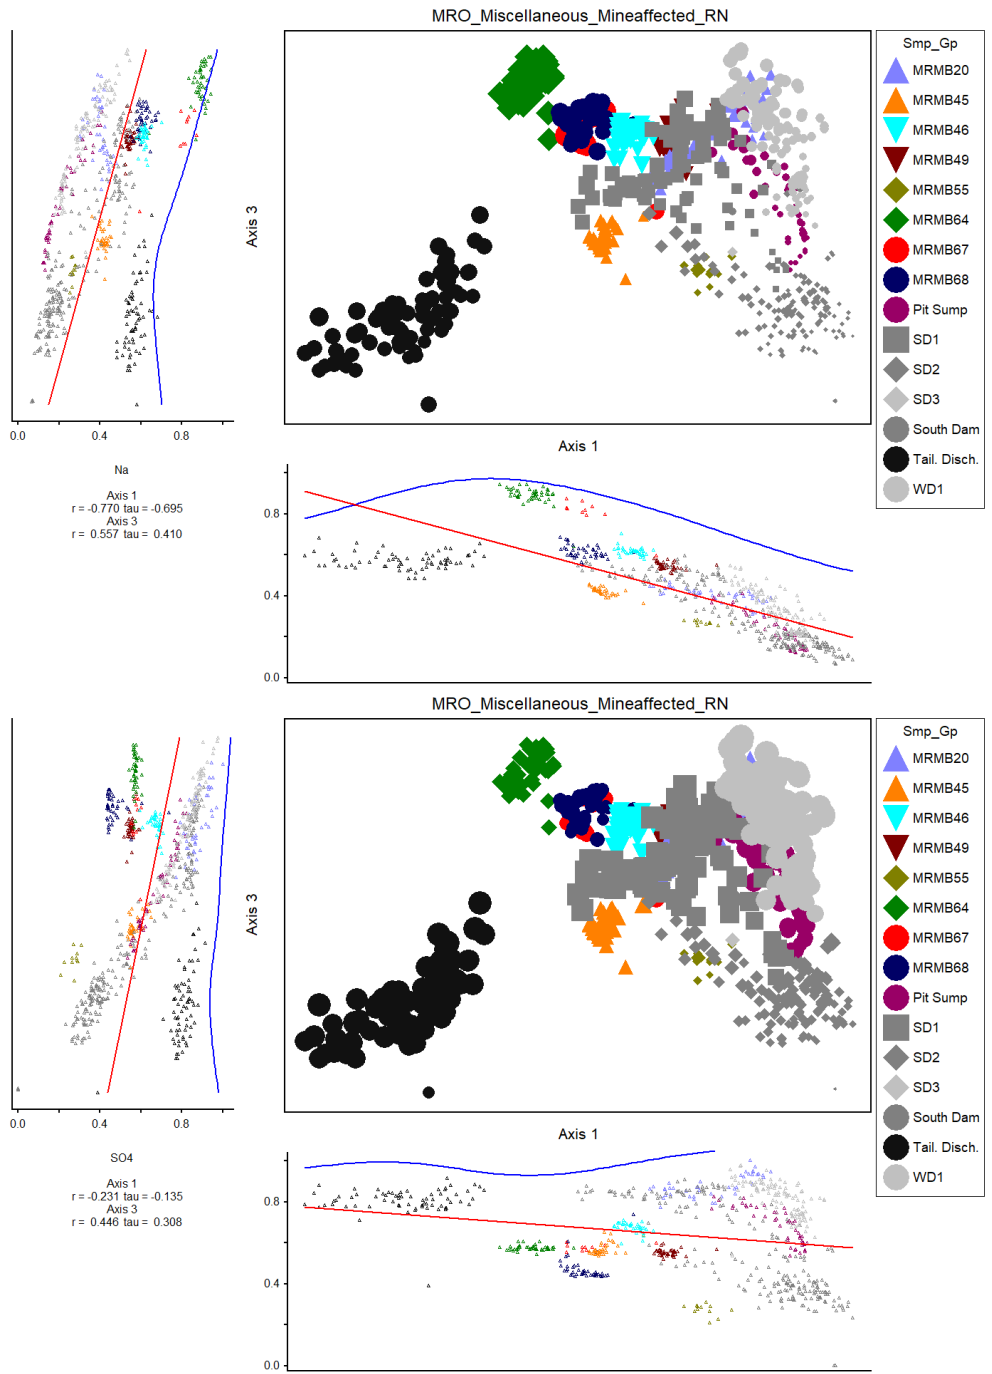 MRO_Miscellaneous_Mineaffected_RN
Smp_Gp
MRMB20
MRMB45
MRMB46
MRMB49
MRMB55
MRMB64
MRMB67
MRMB68
Pit Sump
SD1
SD2
SD3
South Dam
Tail. Disch.
WD1
Axis 3
0.0 0.4 0.8
Axis 1
Na
Axis 1
r = -0.770 tau = -0.695
Axis 3
r = 0.557 tau = 0.410
0.8
0.4
0.0
MRO_Miscellaneous_Mineaffected_RN
Smp_Gp
MRMB20
MRMB45
MRMB46
MRMB49
MRMB55
MRMB64
MRMB67
MRMB68
Pit Sump
SD1
SD2
SD3
South Dam
Tail. Disch.
WD1
Axis 3
0.0 0.4 0.8
Axis 1
SO4
Axis 1
r = -0.231 tau = -0.135
Axis 3
r = 0.446 tau = 0.308
0.8
0.4
0.0